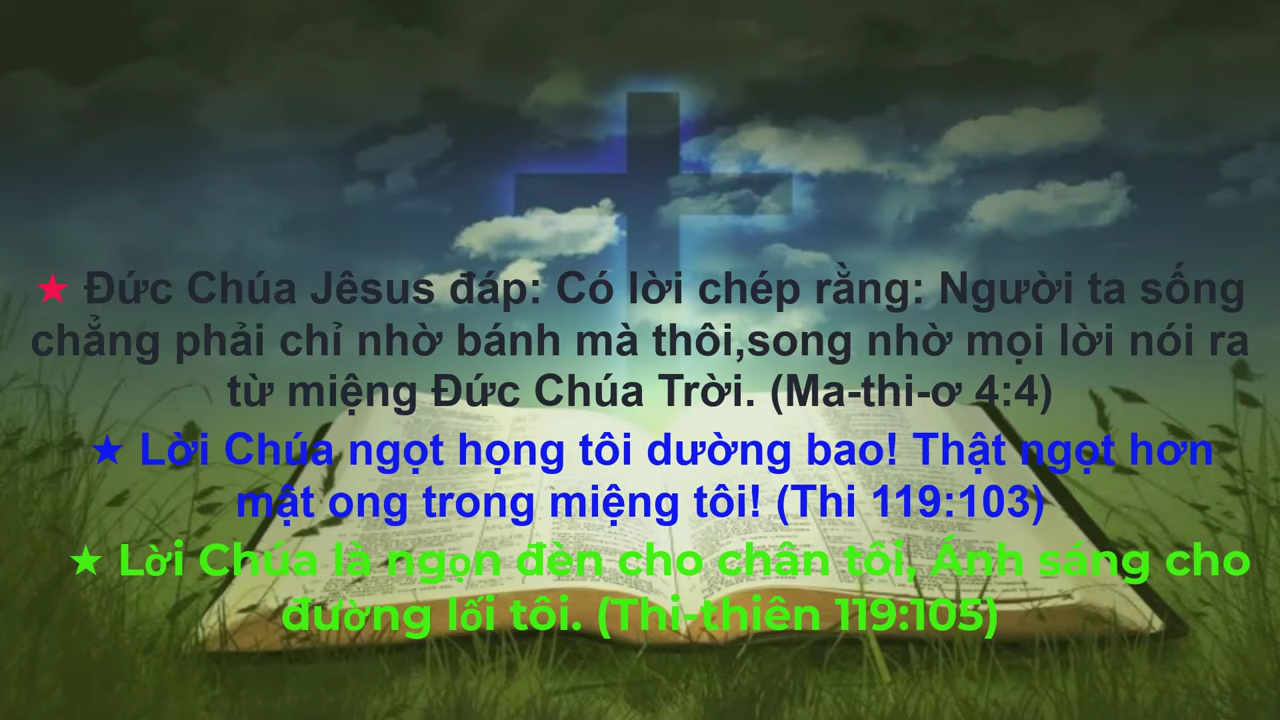 ★ Đức Chúa Jêsus đáp: Có lời chép rằng: Người ta sống
chẳng phải chỉ nhờ bánh mà thôi,song nhờ mọi lời nói ra
từ miệng Đức Chúa Trời. (Ma-thi-ơ 4:4)
★ Lời Chúa ngọt họng tôi dường bao! Thật ngọt hơn
mật ong trong miệng tôi! (Thi 119:103)
★ Lời Chúa là ngọn đèn cho chân tôi, Ánh sáng cho
đường lối tôi. (Thi-thiên 119:105)